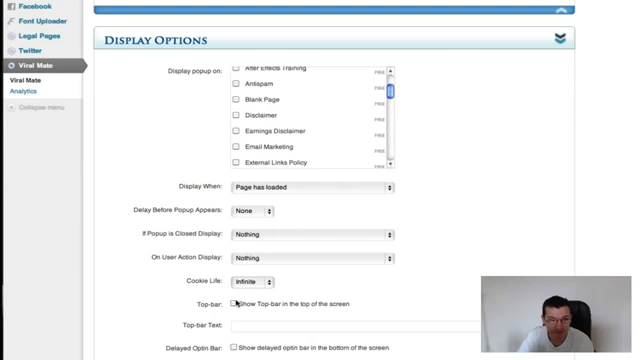 Facebook
Font Uploader
Legal Pages
Twitter
Viral Mate
Viral Mate
Analytics
Collapse menu
DISPLAY OPTIONS
Display popup on:
After Effects Training
Antispam
Blank Page
Disclaimer
Earnings Disclaimer
Email Marketing
External Links Policy
Display When: Page has loaded
Delay Before Popup Appears: None
If Popup is Closed Display: Nothing
On User Action Display: Nothing
Cookie Life: Infinite
Top-bar: Show Top-bar in the top of the screen
Top-bar Text:
Delayed Optin Bar: Show delayed optin bar in the bottom of the screen